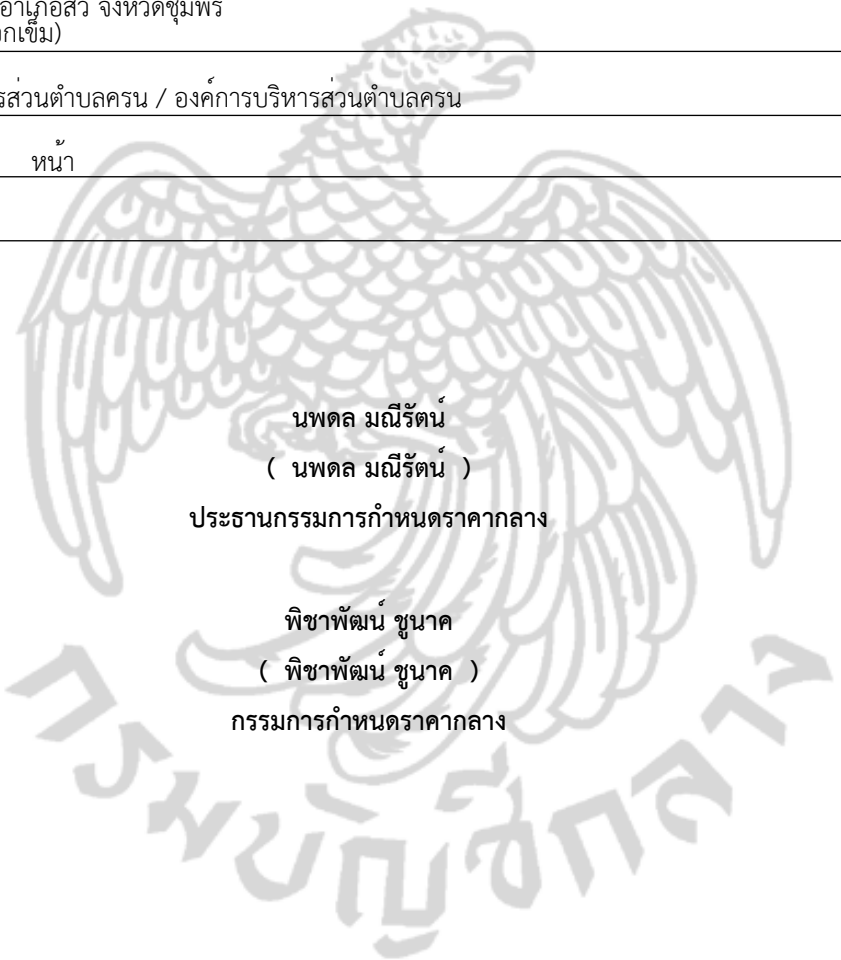 อำเภอสวี จังหวัดชุมพร
กเข็ม)
รส่วนตำบลครน / องค์การบริหารส่วนตำบลครน
หน้า
นพดล มณีรัตน์
( นพดล มณีรัตน์ )
ประธานกรรมการกำหนดราคากลาง
พิชาพัฒน์ ชูนาค
( พิชาพัฒน์ ชูนาค )
กรรมการกำหนดราคากลาง
กรมบัญชีกลาง